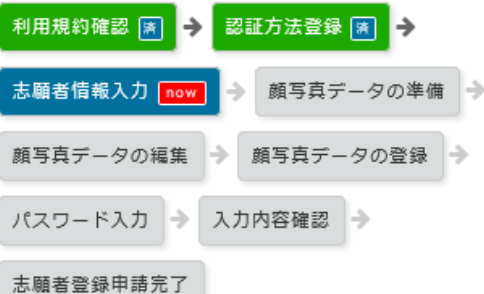 利用規約確認 済 → 認証方法登録 済 →
志願者情報入力 now → 顔写真データの準備 →
顔写真データの編集 → 顔写真データの登録 →
パスワード入力 → 入力内容確認 →
志願者登録申請完了